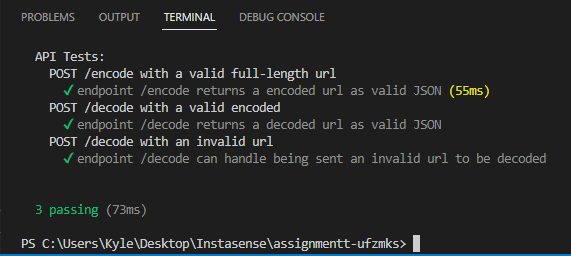 PROBLEMS OUTPUT TERMINAL DEBUG CONSOLE
API Tests:
POST /encode with a valid full-length url
✓ endpoint /encode returns a encoded url as valid JSON (55ms)
POST /decode with a valid encoded
✓ endpoint /decode returns a decoded url as valid JSON
POST /decode with an invalid url
✓ endpoint /decode can handle being sent an invalid url to be decoded
3 passing (73ms)
PS C:\Users\Kyle\Desktop\Instasense\assignmentt-ufzmks>